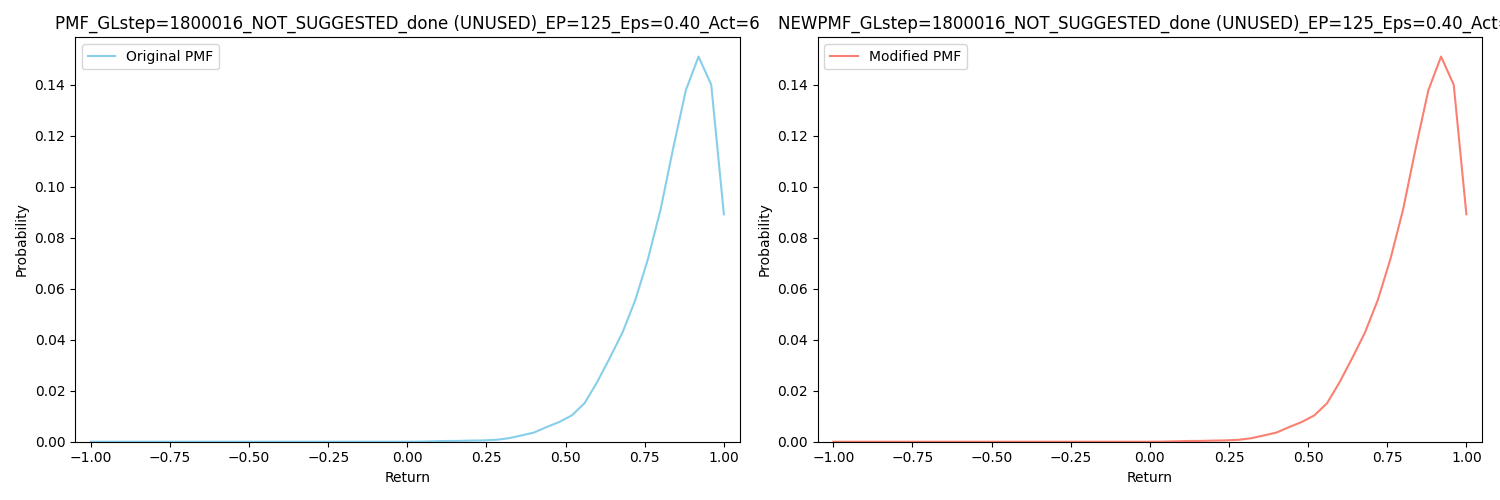 PMF_GLstep=1800016_NOT_SUGGESTED_done (UNUSED)_EP=125_Eps=0.40_Act=6
Original PMF
Probability
0.14
0.12
0.10
0.08
0.06
0.04
0.02
0.00
−1.00 −0.75 −0.50 −0.25 0.00 0.25 0.50 0.75 1.00
Return
NEWPMF_GLstep=1800016_NOT_SUGGESTED_done (UNUSED)_EP=125_Eps=0.40_Act=
Modified PMF
Probability
0.14
0.12
0.10
0.08
0.06
0.04
0.02
0.00
−1.00 −0.75 −0.50 −0.25 0.00 0.25 0.50 0.75 1.00
Return